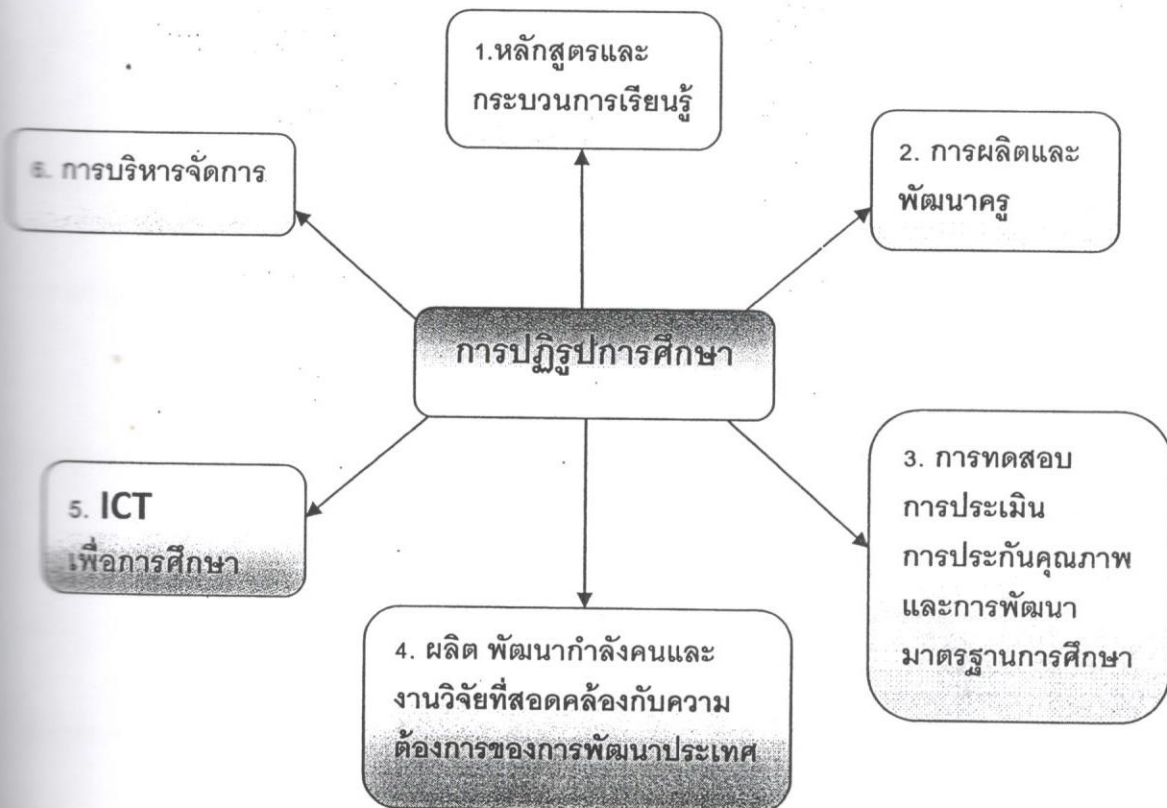 1.หลักสูตรและ
กระบวนการเรียนรู้
2. การผลิตและ
พัฒนาครู
6. การบริหารจัดการ
การปฏิรูปการศึกษา
3. การทดสอบ
การประเมิน
การประกันคุณภาพ
และการพัฒนา
มาตรฐานการศึกษา
5. ICT
เพื่อการศึกษา
4. ผลิต พัฒนากำลังคนและ
งานวิจัยที่สอดคล้องกับความ
ต้องการของการพัฒนาประเทศ